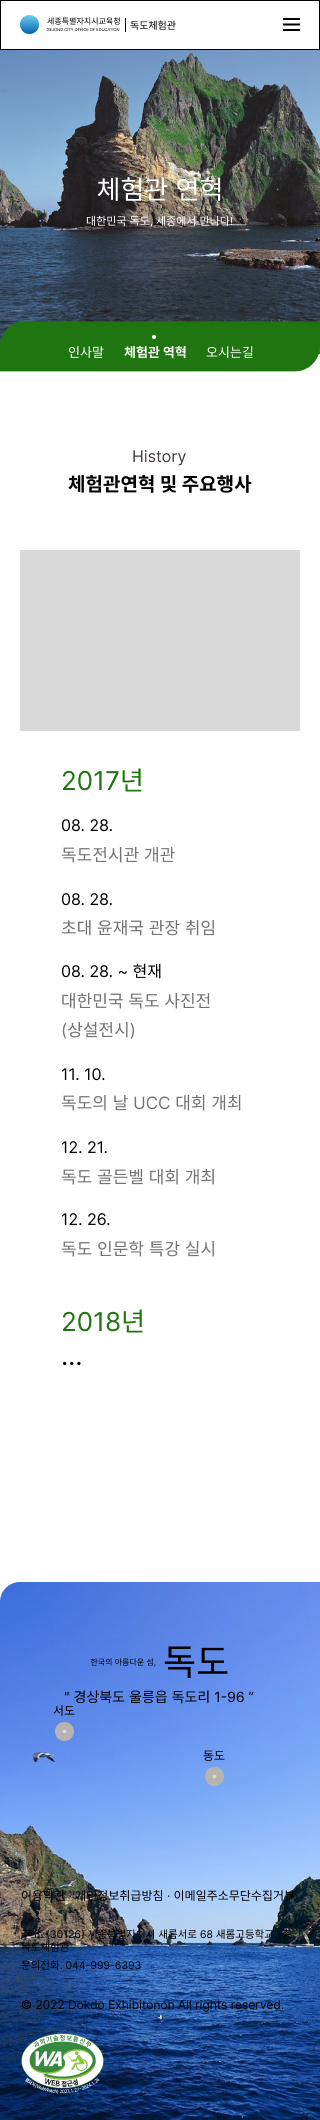 세종특별자치시교육청
SEJONG CITY OFFICE OF EDUCATION
독도체험관
체험관 연혁
대한민국 독도, 세종에서 만나다!
인사말 체험관 역혁 오시는길
History
체험관연혁 및 주요행사
2017년
08. 28.
독도전시관 개관
08. 28.
초대 윤재국 관장 취임
08. 28. ~ 현재
대한민국 독도 사진전
(상설전시)
11. 10.
독도의 날 UCC 대회 개최
12. 21.
독도 골든벨 대회 개최
12. 26.
독도 인문학 특강 실시
2018년
...
한국의 아름다운 섬, 독도
" 경상북도 울릉읍 독도리 1-96 ”
서도
동도
이용약관 · 개인정보취급방침 · 이메일주소무단수집거부
(30126) 새롬서로 68 새롬고등학교
독도체험관
문의전화. 044-999-6393
© 2022 Dokdo Exhibitonon All rights reserved.
과학기술정보통신부
WA
WEB 접근성